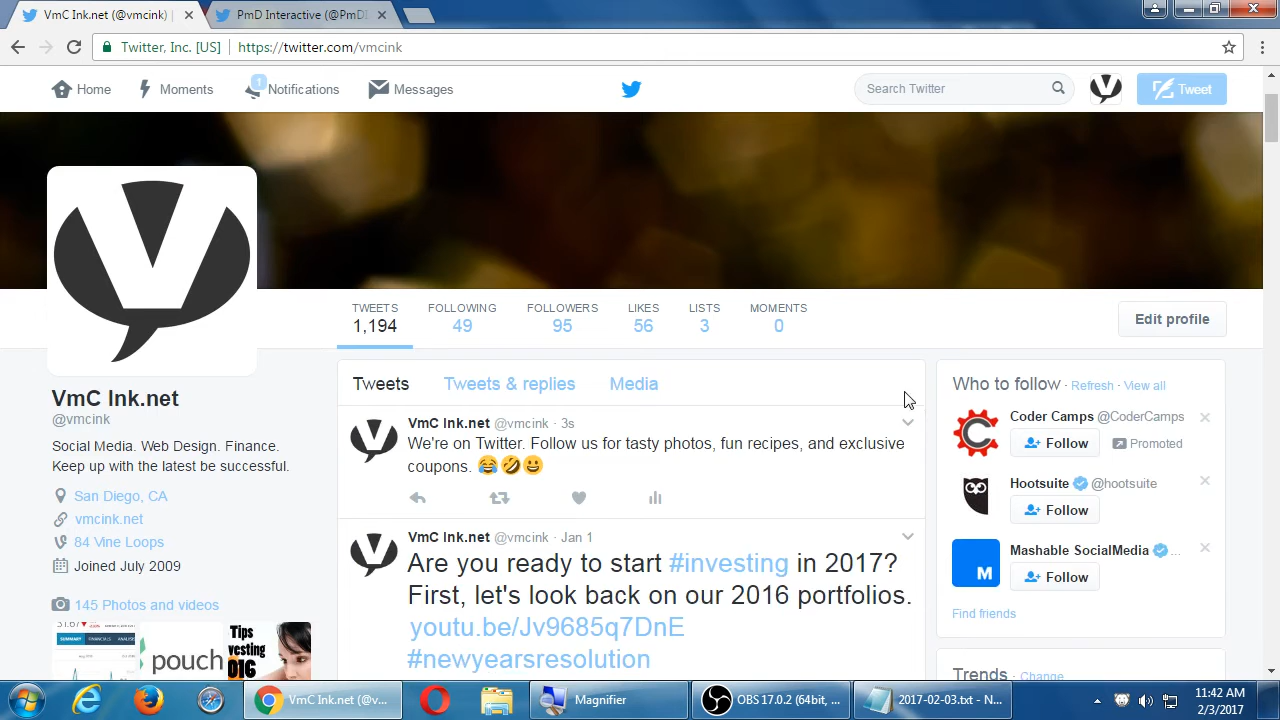 VmC Ink.net (@vmcink) |
PmD Interactive (@PmDI
Twitter, Inc. [US]
https://twitter.com/vmcink
Home
Moments
1
Notifications
Messages
Search Twitter
Tweet
TWEETS
1,194
FOLLOWING
49
FOLLOWERS
95
LIKES
56
LISTS
3
MOMENTS
0
Edit profile
VmC Ink.net
@vmcink
Social Media. Web Design. Finance.
Keep up with the latest be successful.
San Diego, CA
vmcink.net
84 Vine Loops
Joined July 2009
145 Photos and videos
SUMMARY
pouch
Tips
vesting
016
Tweets
Tweets & replies
Media
VmC Ink.net @vmcink · 3s
We're on Twitter. Follow us for tasty photos, fun recipes, and exclusive
coupons. 😂🤣😀
VmC Ink.net @vmcink · Jan 1
Are you ready to start #investing in 2017?
First, let's look back on our 2016 portfolios.
youtu.be/Jv9685q7DnE
#newyearsresolution
Who to follow · Refresh · View all
Coder Camps @CoderCamps
Follow
Promoted
Hootsuite @hootsuite
Follow
M
Mashable SocialMedia ...
Follow
Find friends
Trends · Change
VmC Ink.net (@v...
Magnifier
OBS 17.0.2 (64bit, ...
2017-02-03.txt - N...
11:42 AM
2/3/2017